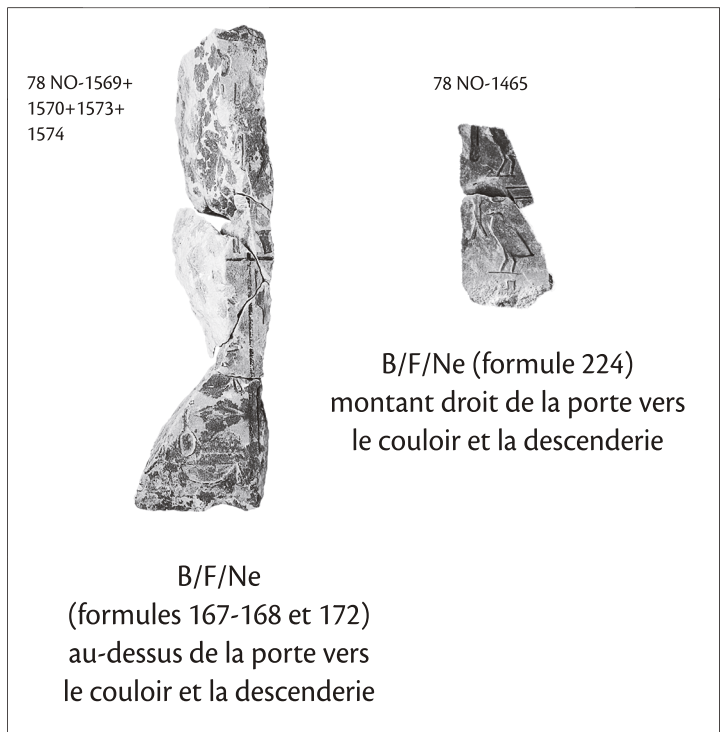 78 NO-1569+
1570+1573+
1574
78 NO-1465
B/F/Ne (formule 224)
montant droit de la porte vers
le couloir et la descenderie
B/F/Ne
(formules 167-168 et 172)
au-dessus de la porte vers
le couloir et la descenderie